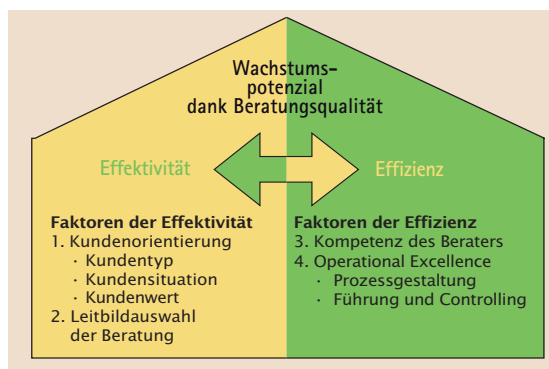 Wachstums-
potenzial
dank Beratungsqualität
Effektivität
Effizienz
Faktoren der Effektivität
1. Kundenorientierung
· Kundentyp
· Kundensituation
· Kundenwert
2. Leitbildauswahl
der Beratung
Faktoren der Effizienz
3. Kompetenz des Beraters
4. Operational Excellence
· Prozessgestaltung
· Führung und Controlling